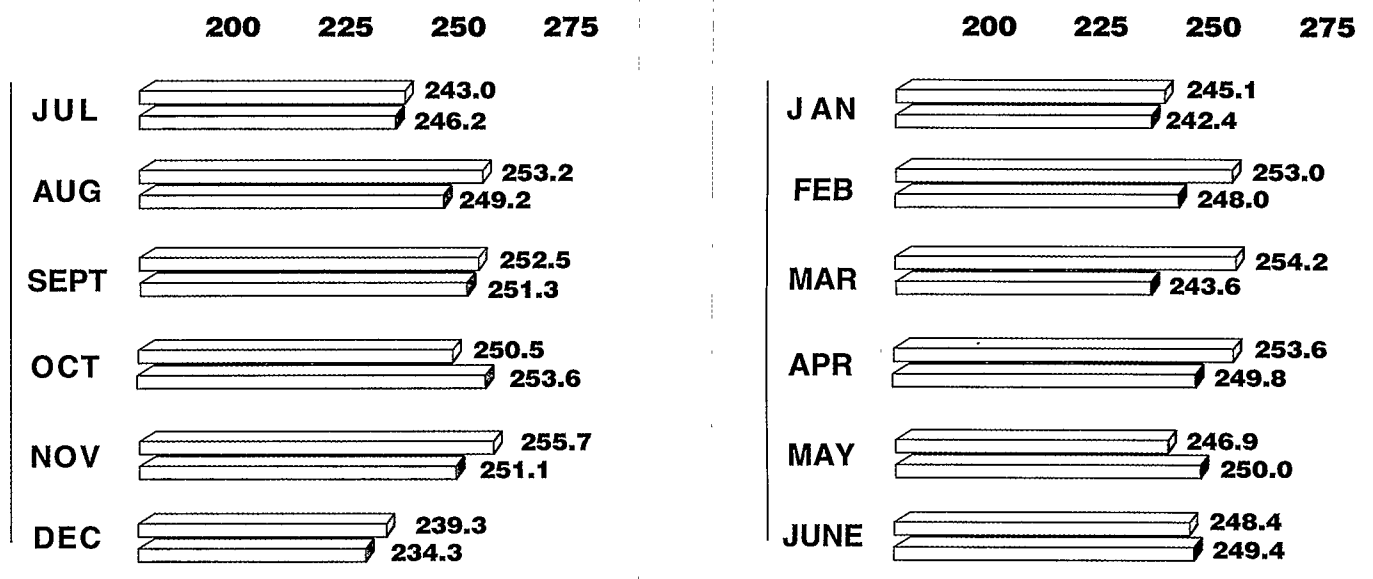 200 225 250 275
JUL 243.0
246.2
AUG 253.2
249.2
SEPT 252.5
251.3
OCT 250.5
253.6
NOV 255.7
251.1
DEC 239.3
234.3
200 225 250 275
JAN 245.1
242.4
FEB 253.0
248.0
MAR 254.2
243.6
APR 253.6
249.8
MAY 246.9
250.0
JUNE 248.4
249.4